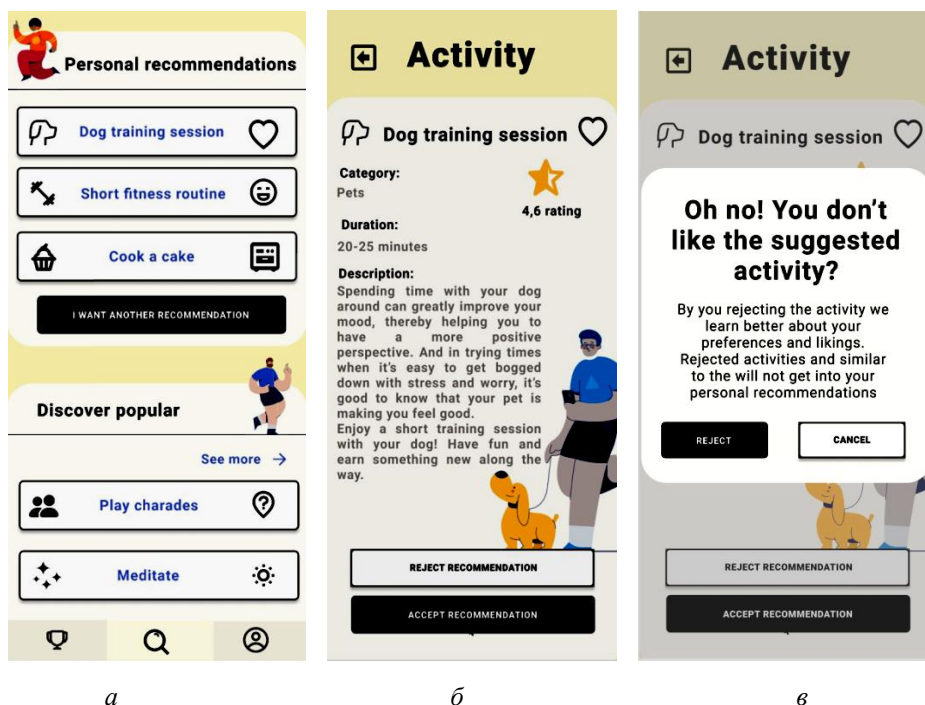 Personal recommendations
Dog training session
Short fitness routine
Cook a cake
I WANT ANOTHER RECOMMENDATION
Discover popular
See more →
Play charades
Meditate
Activity
Dog training session
Category:
Pets
4,6 rating
Duration:
20-25 minutes
Description:
Spending time with your dog
around can greatly improve your
mood, thereby helping you to
have a more positive
perspective. And in trying times
when it's easy to get bogged
down with stress and worry, it's
good to know that your pet is
making you feel good.
Enjoy a short training session
with your dog! Have fun and
earn something new along the
way.
REJECT RECOMMENDATION
ACCEPT RECOMMENDATION
Activity
Dog training session
Oh no! You don't
like the suggested
activity?
By you rejecting the activity we
learn better about your
preferences and likings.
Rejected activities and similar
to the will not get into your
personal recommendations
REJECT
CANCEL
REJECT RECOMMENDATION
ACCEPT RECOMMENDATION
а
б
в